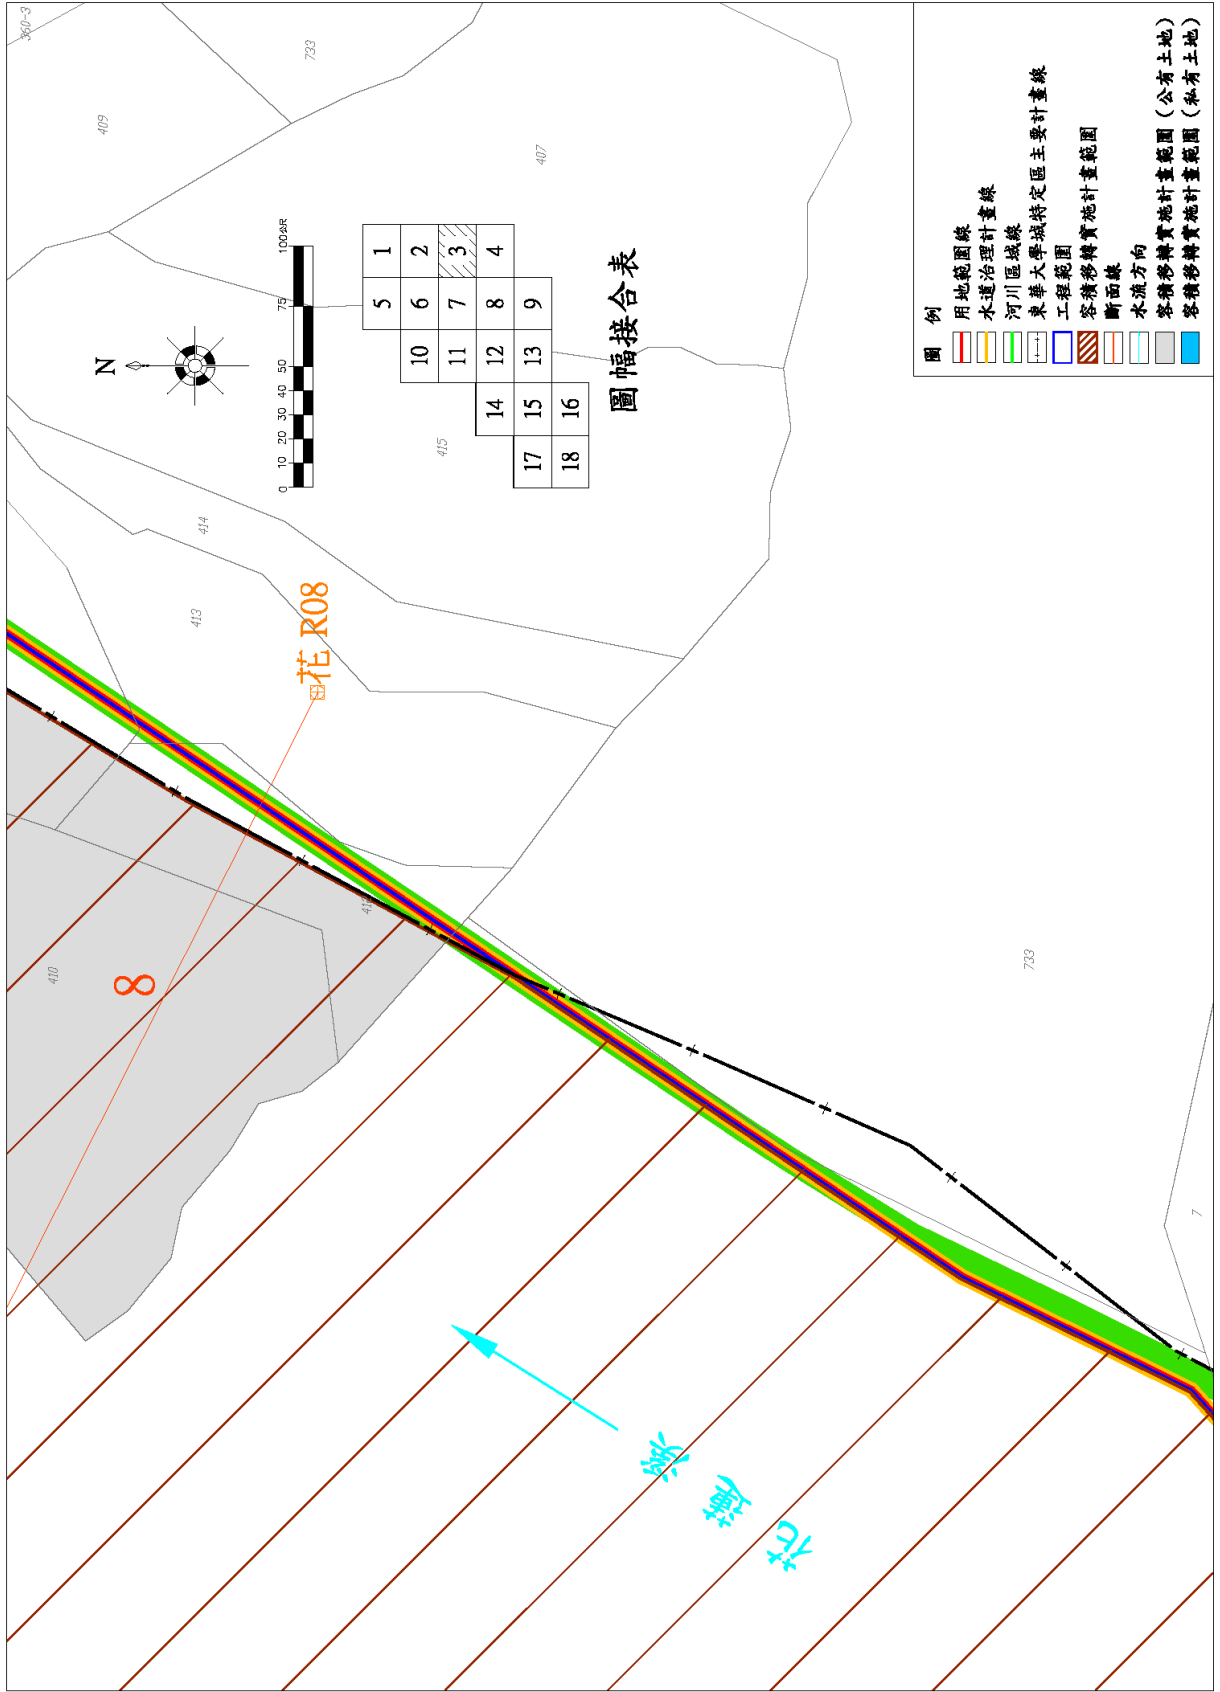 360-3
409
733
N
410
8
413
414
花 R08
0 10 20 30 40 50 75 100公尺
5 1
10 6 2
11 7 3
14 12 8 4
17 15 13 9
18 16
圖幅接合表
415
407
花蓮溪
733
7
圖例
用地範圍線
水道治理計畫線
河川區域線
東華大學城特定區主要計畫線
工程範圍
容積移轉實施計畫範圍
斷面線
水流方向
容積移轉實施計畫範圍（公有土地）
容積移轉實施計畫範圍（私有土地）